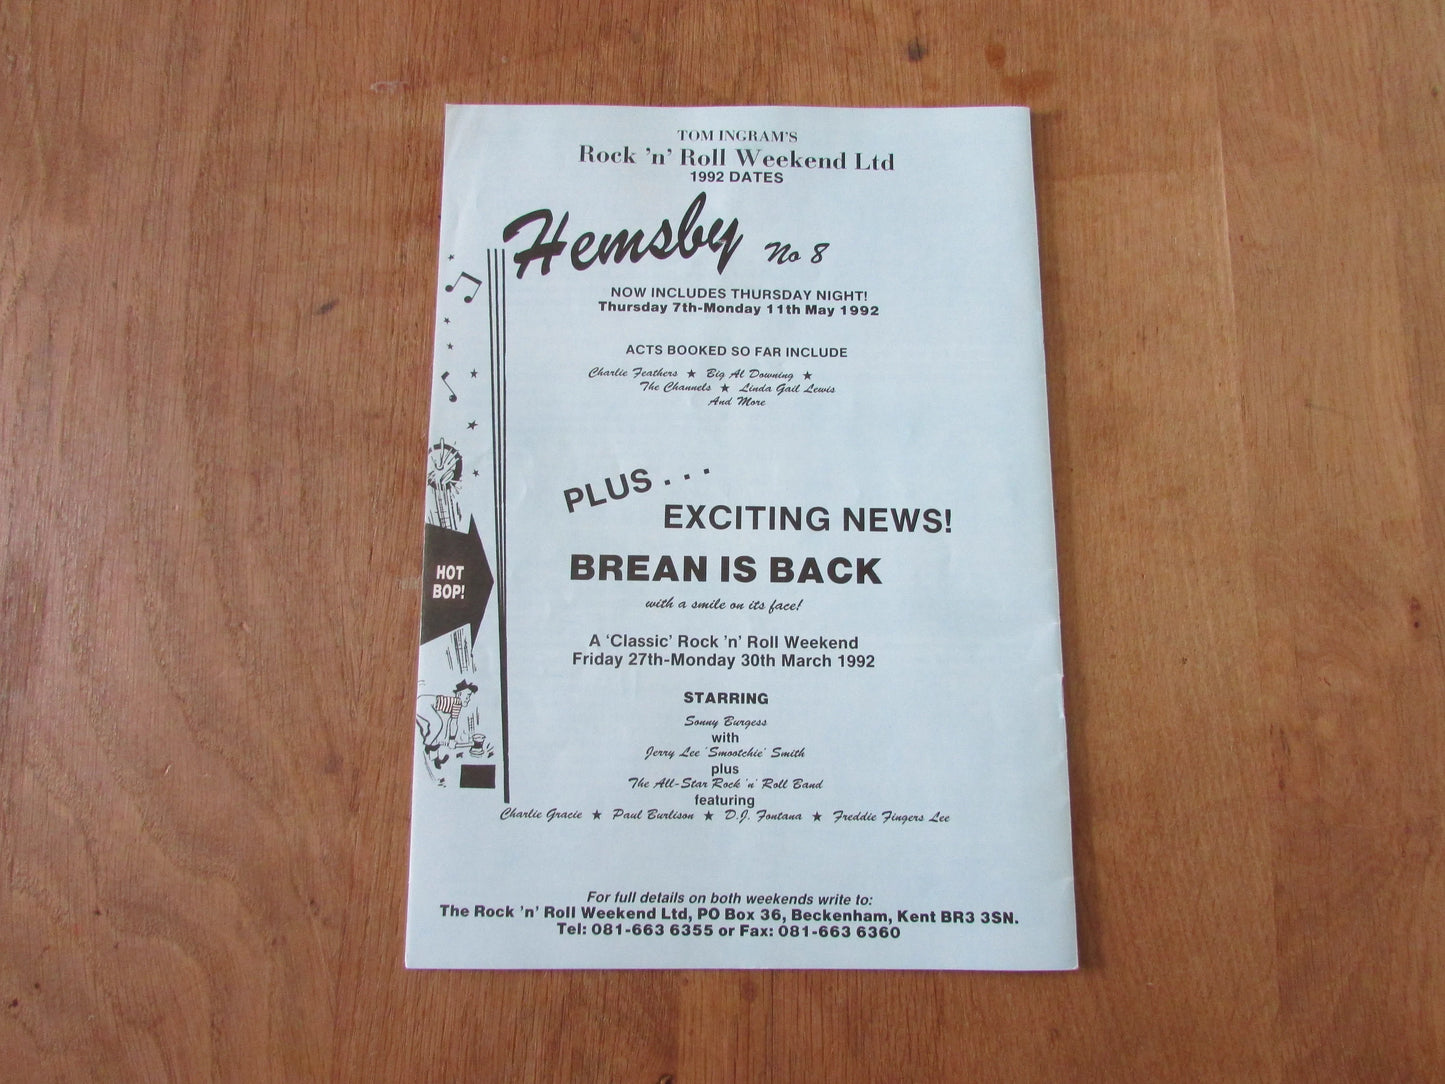 TOM INGRAM'S
Rock 'n' Roll Weekend Ltd
1992 DATES
Hemsby No 8
NOW INCLUDES THURSDAY NIGHT!
Thursday 7th-Monday 11th May 1992
ACTS BOOKED SO FAR INCLUDE
Charlie Feathers ★ Big Al Downing ★
The Channels ★ Linda Gail Lewis
And More
PLUS . . .
EXCITING NEWS!
BREAN IS BACK
with a smile on its face!
A 'Classic' Rock 'n' Roll Weekend
Friday 27th-Monday 30th March 1992
STARRING
Sonny Burgess
with
Jerry Lee 'Smootchie' Smith
plus
The All-Star Rock 'n' Roll Band
featuring
Charlie Gracie ★ Paul Burlison ★ D.J. Fontana ★ Freddie Fingers Lee
HOT
BOP!
For full details on both weekends write to:
The Rock 'n' Roll Weekend Ltd, PO Box 36, Beckenham, Kent BR3 3SN.
Tel: 081-663 6355 or Fax: 081-663 6360